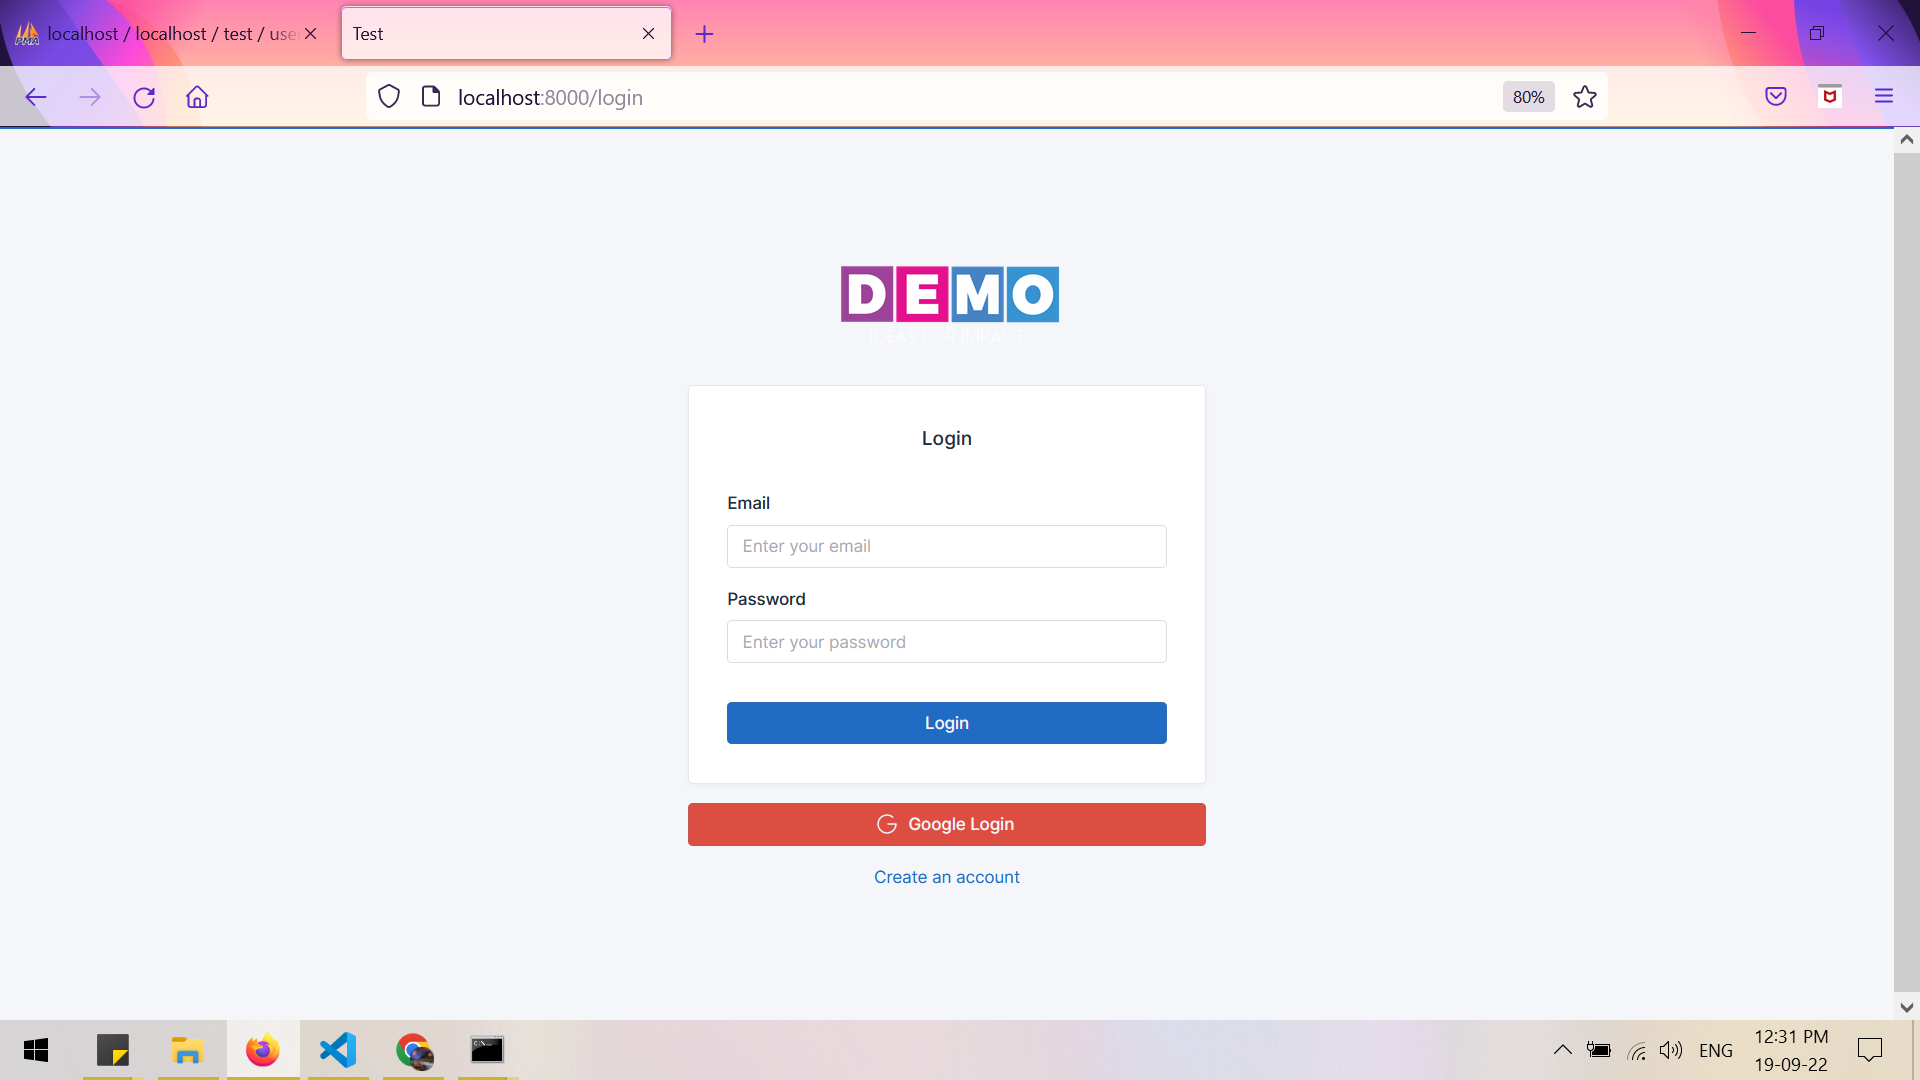 localhost / localhost / test / use
Test
localhost:8000/login
80%
DEMO
IDEAS FOR IMPACT
Login
Email
Enter your email
Password
Enter your password
Login
Google Login
Create an account
ENG
12:31 PM
19-09-22